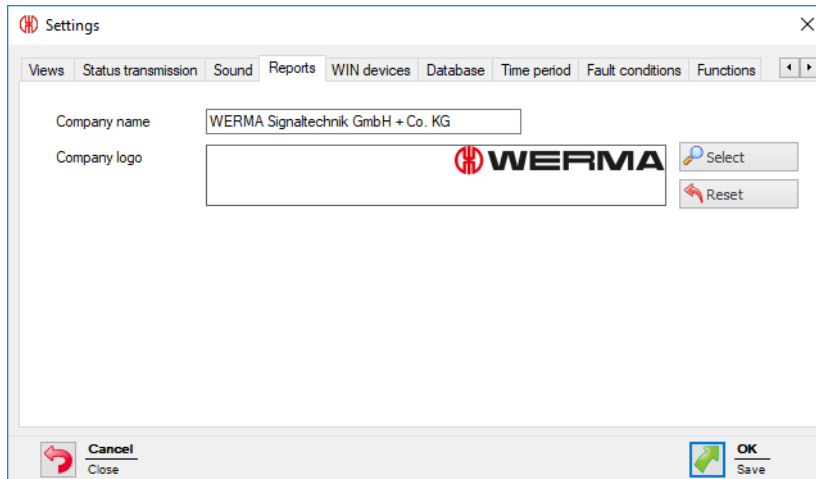 Settings
Views Status transmission Sound Reports WIN devices Database Time period Fault conditions Functions
Company name WERMA Signaltechnik GmbH + Co. KG
Company logo WERMA Select
Reset
Cancel OK
Close Save